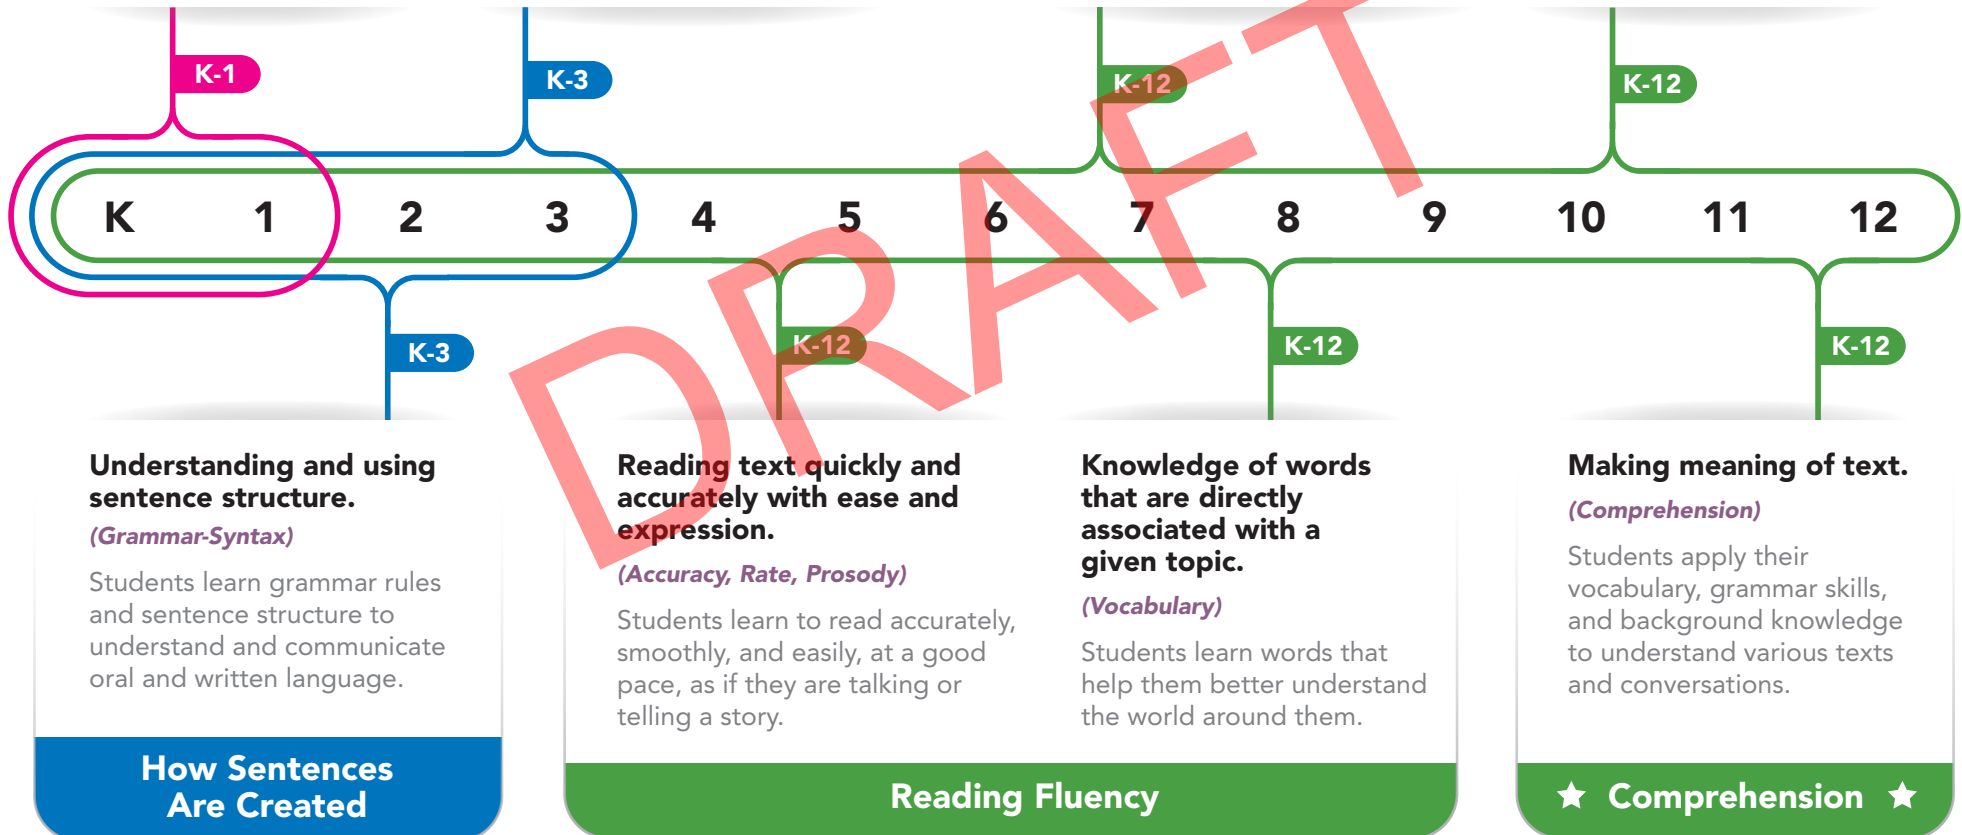 K-1
K-3
K-12
K-12
K 1 2 3 4 5 6 7 8 9 10 11 12
K-3
K-12
K-12
K-12
DRAFT
Understanding and using
sentence structure.
(Grammar-Syntax)
Students learn grammar rules
and sentence structure to
understand and communicate
oral and written language.
How Sentences
Are Created
Reading text quickly and
accurately with ease and
expression.
(Accuracy, Rate, Prosody)
Students learn to read accurately,
smoothly, and easily, at a good
pace, as if they are talking or
telling a story.
Knowledge of words
that are directly
associated with a
given topic.
(Vocabulary)
Students learn words that
help them better understand
the world around them.
Reading Fluency
Making meaning of text.
(Comprehension)
Students apply their
vocabulary, grammar skills,
and background knowledge
to understand various texts
and conversations.
Comprehension